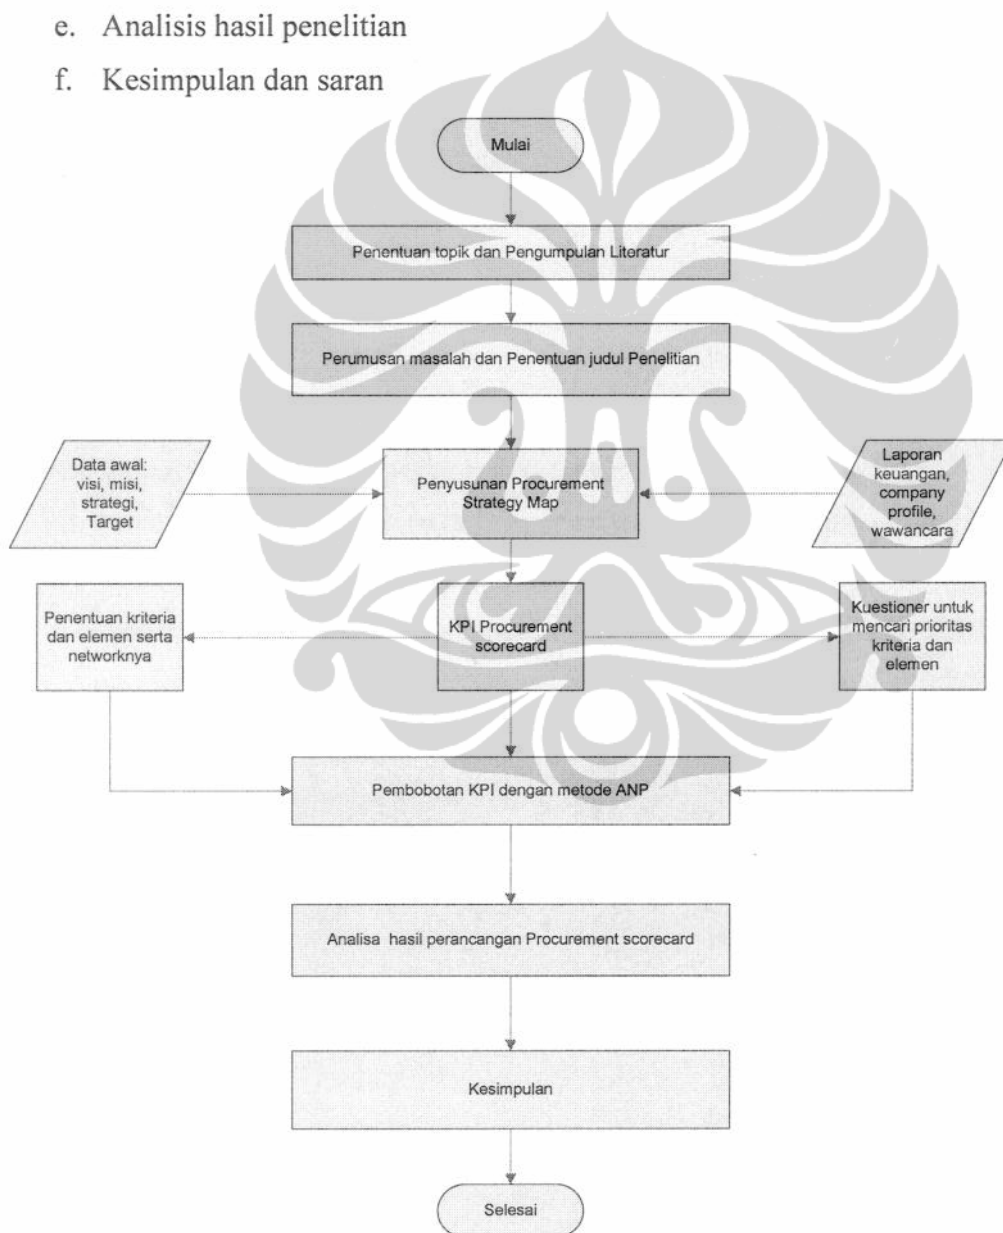 e. Analisis hasil penelitian
f. Kesimpulan dan saran
Mulai
Penentuan topik dan Pengumpulan Literatur
Perumusan masalah dan Penentuan judul Penelitian
Data awal:
visi, misi,
strategi,
Target
Penyusunan Procurement
Strategy Map
Laporan
keuangan,
company
profile,
wawancara
Penentuan kriteria
dan elemen serta
networknya
KPI Procurement
scorecard
Kuestioner untuk
mencari prioritas
kriteria dan
elemen
Pembobotan KPI dengan metode ANP
Analisa hasil perancangan Procurement scorecard
Kesimpulan
Selesai